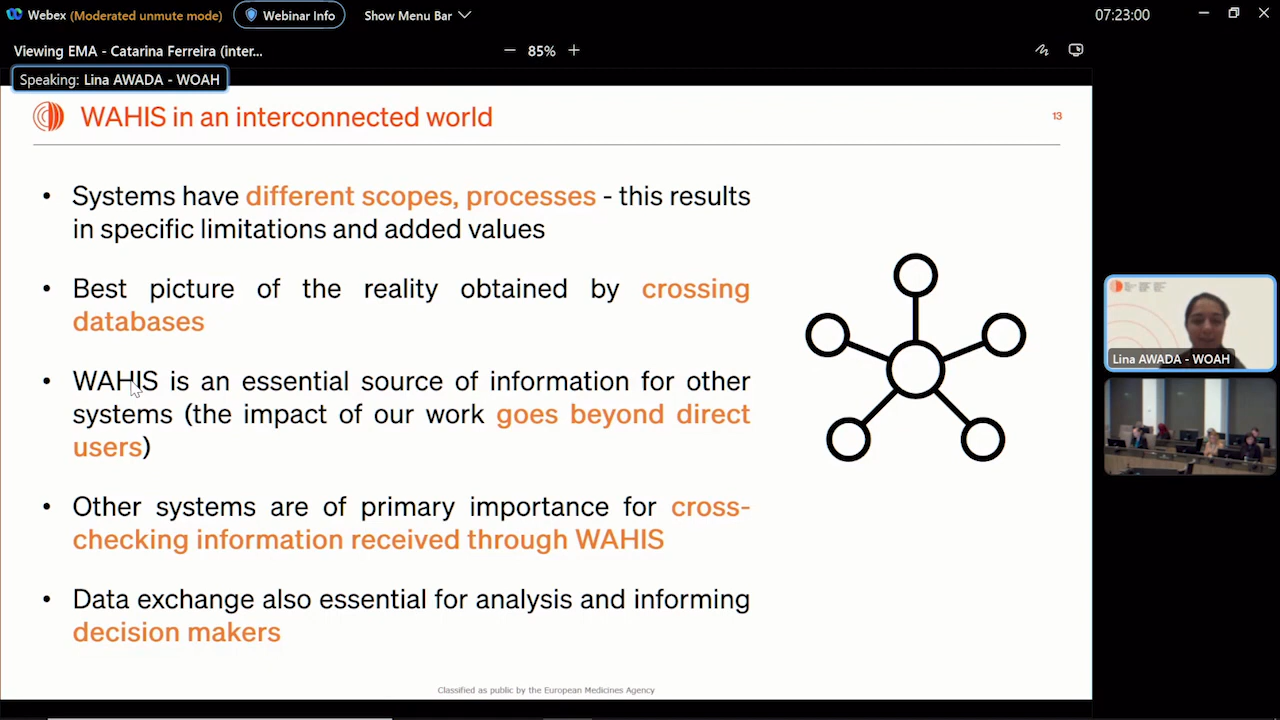 Webex (Moderated unmute mode) Webinar Info Show Menu Bar 07:23:00
Viewing EMA - Catarina Ferreira (inter... 85%
Speaking: Lina AWADA - WOAH
WAHIS in an interconnected world 13
• Systems have different scopes, processes - this results
in specific limitations and added values
• Best picture of the reality obtained by crossing
databases
• WAHIS is an essential source of information for other
systems (the impact of our work goes beyond direct
users)
• Other systems are of primary importance for cross-
checking information received through WAHIS
• Data exchange also essential for analysis and informing
decision makers
Classified as public by the European Medicines Agency
Lina AWADA - WOAH